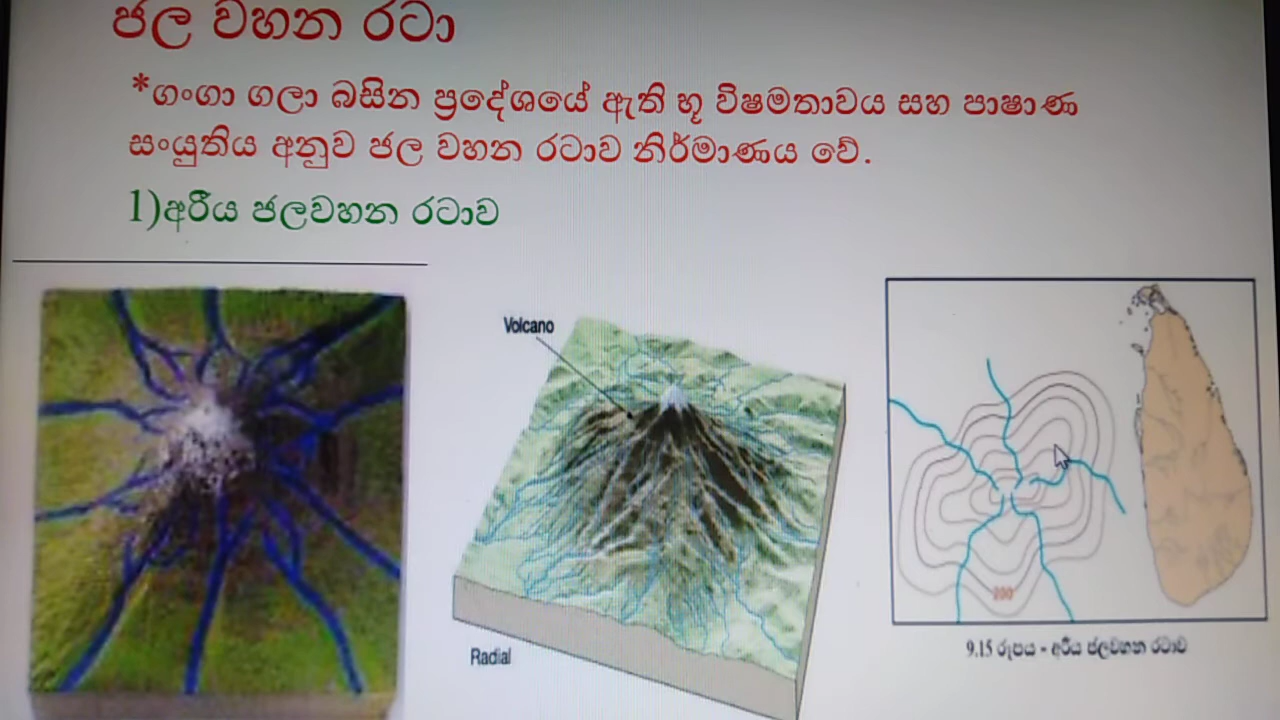 ජල වහන රටා
*ගංගා ගලා බසින ප්‍රදේශයේ ඇති භූ විෂමතාවය සහ පාෂාණ
සංයුතිය අනුව ජල වහන රටාව නිර්මාණය වේ.
1)අරීය ජලවහන රටාව
Volcano
Radial
200
9.15 රූපය - අරීය ජලවහන රටාව